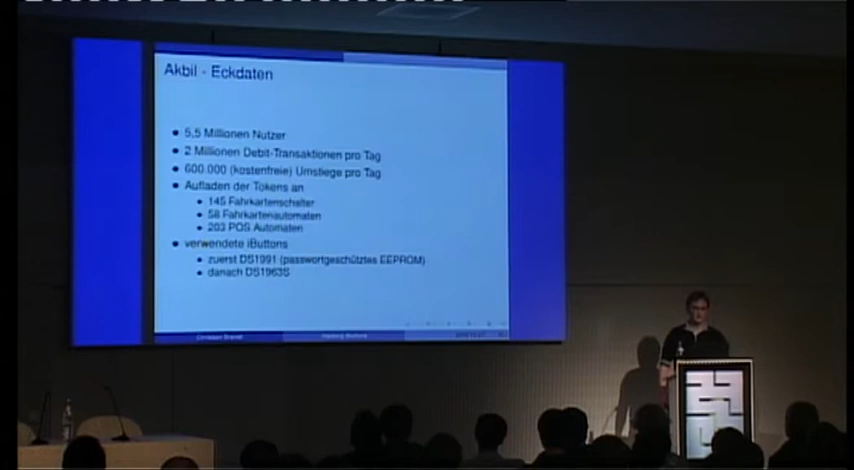 Akbil - Eckdaten
• 5,5 Millionen Nutzer
• 2 Millionen Debit-Transaktionen pro Tag
• 600.000 (kostenfreie) Umstiege pro Tag
• Aufladen der Tokens an
• 145 Fahrkartenschalter
• 58 Fahrkartenautomaten
• 203 POS Automaten
• verwendete iButtons
• zuerst DS1991 (passwortgeschütztes EEPROM)
• danach DS1963S